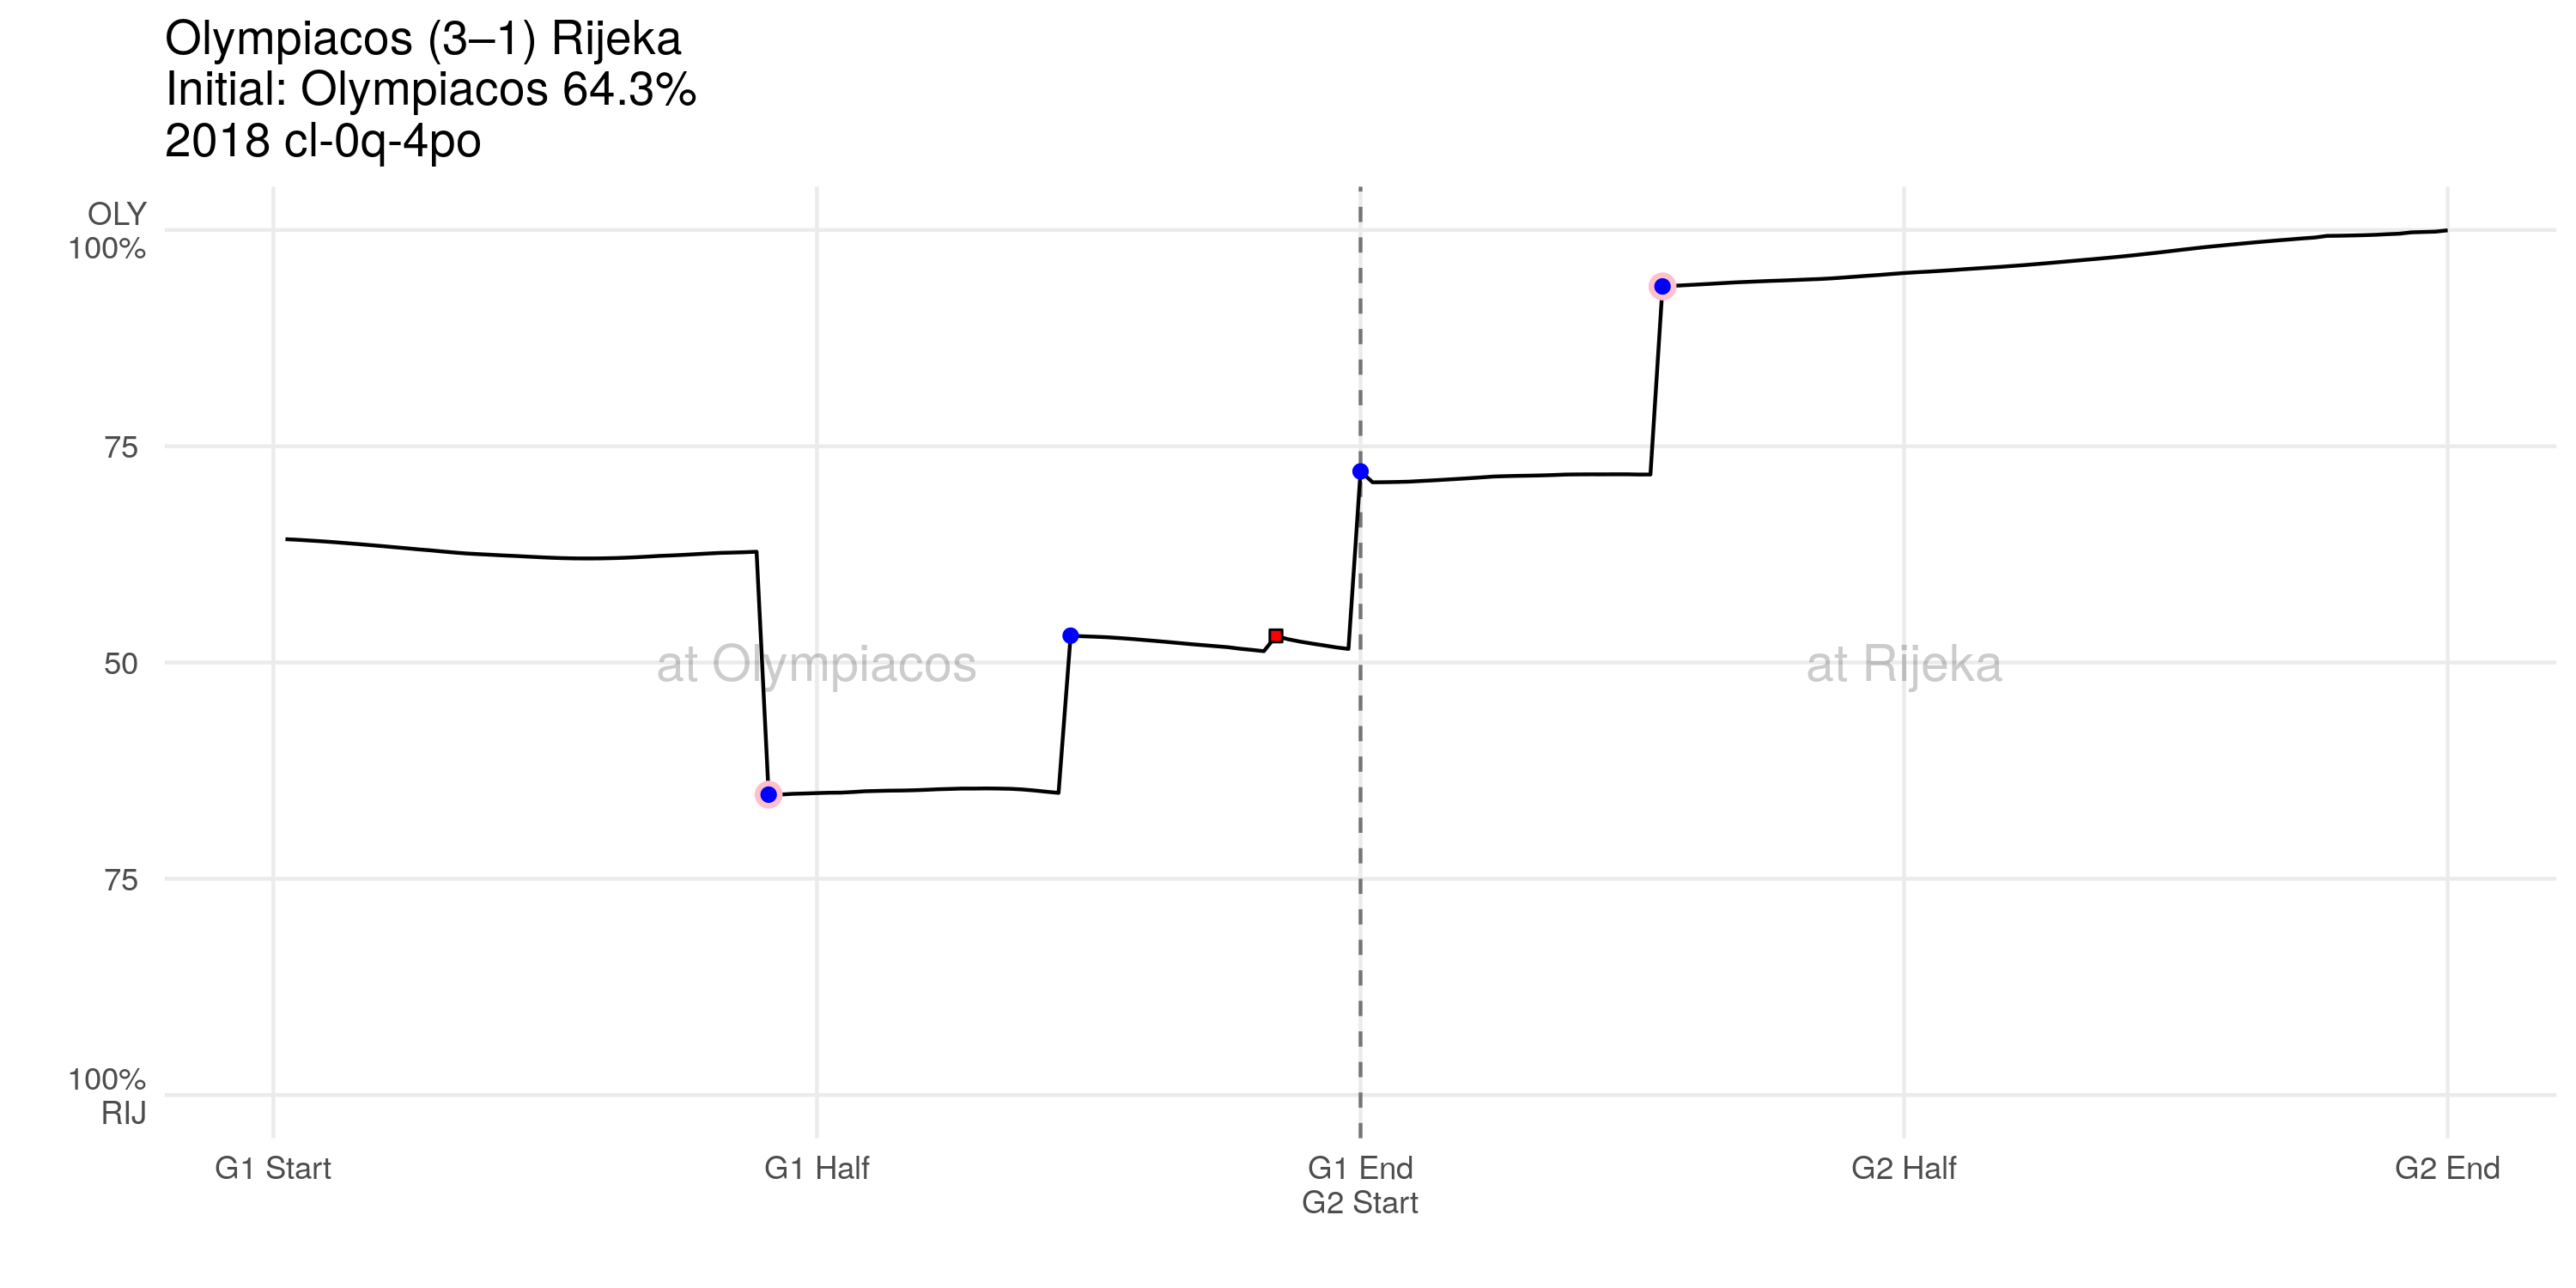 Olympiacos (3–1) Rijeka
Initial: Olympiacos 64.3%
2018 cl-0q-4po
OLY
100%
75
50
75
100%
RIJ
at Olympiacos
at Rijeka
G1 Start
G1 Half
G1 End
G2 Start
G2 Half
G2 End